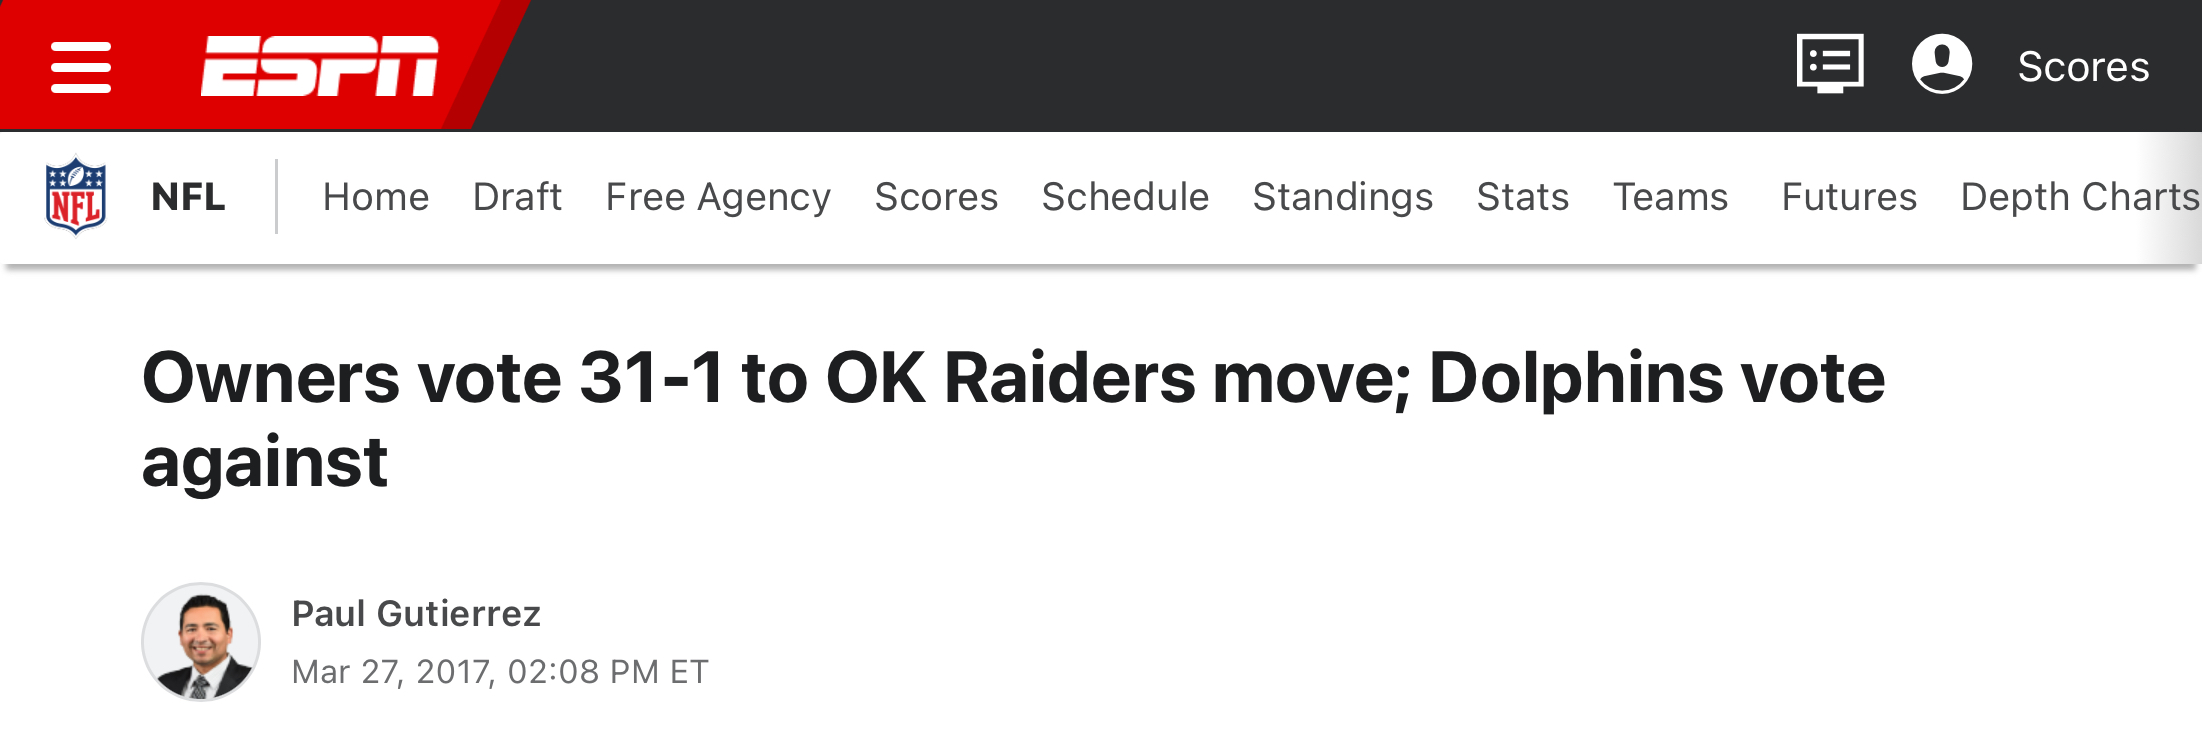 ESPN
Scores
NFL
NFL Home Draft Free Agency Scores Schedule Standings Stats Teams Futures Depth Charts
Owners vote 31-1 to OK Raiders move; Dolphins vote
against
Paul Gutierrez
Mar 27, 2017, 02:08 PM ET